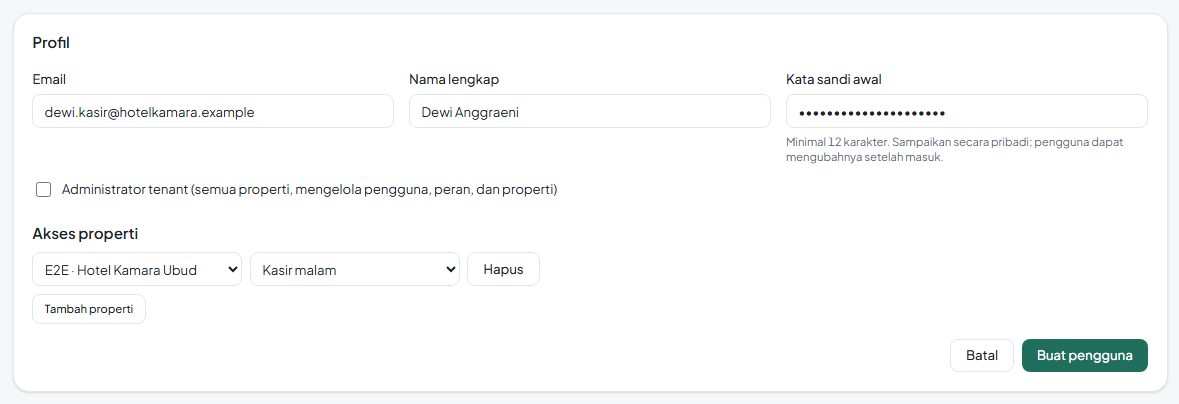 Profil
Email
Nama lengkap
Kata sandi awal
dewi.kasir@hotelkamara.example
Dewi Anggraeni
•••••••••••••••••••••
Minimal 12 karakter. Sampaikan secara pribadi; pengguna dapat
mengubahnya setelah masuk.
Administrator tenant (semua properti, mengelola pengguna, peran, dan properti)
Akses properti
E2E · Hotel Kamara Ubud
Kasir malam
Hapus
Tambah properti
Batal
Buat pengguna